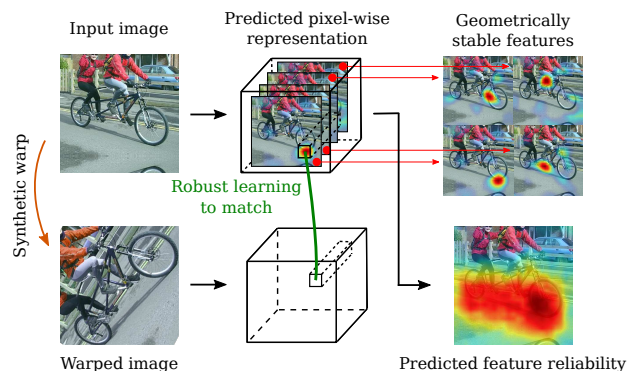 Input image
Predicted pixel-wise
representation
Geometrically
stable features
Synthetic warp
Robust learning
to match
Warped image
Predicted feature reliability